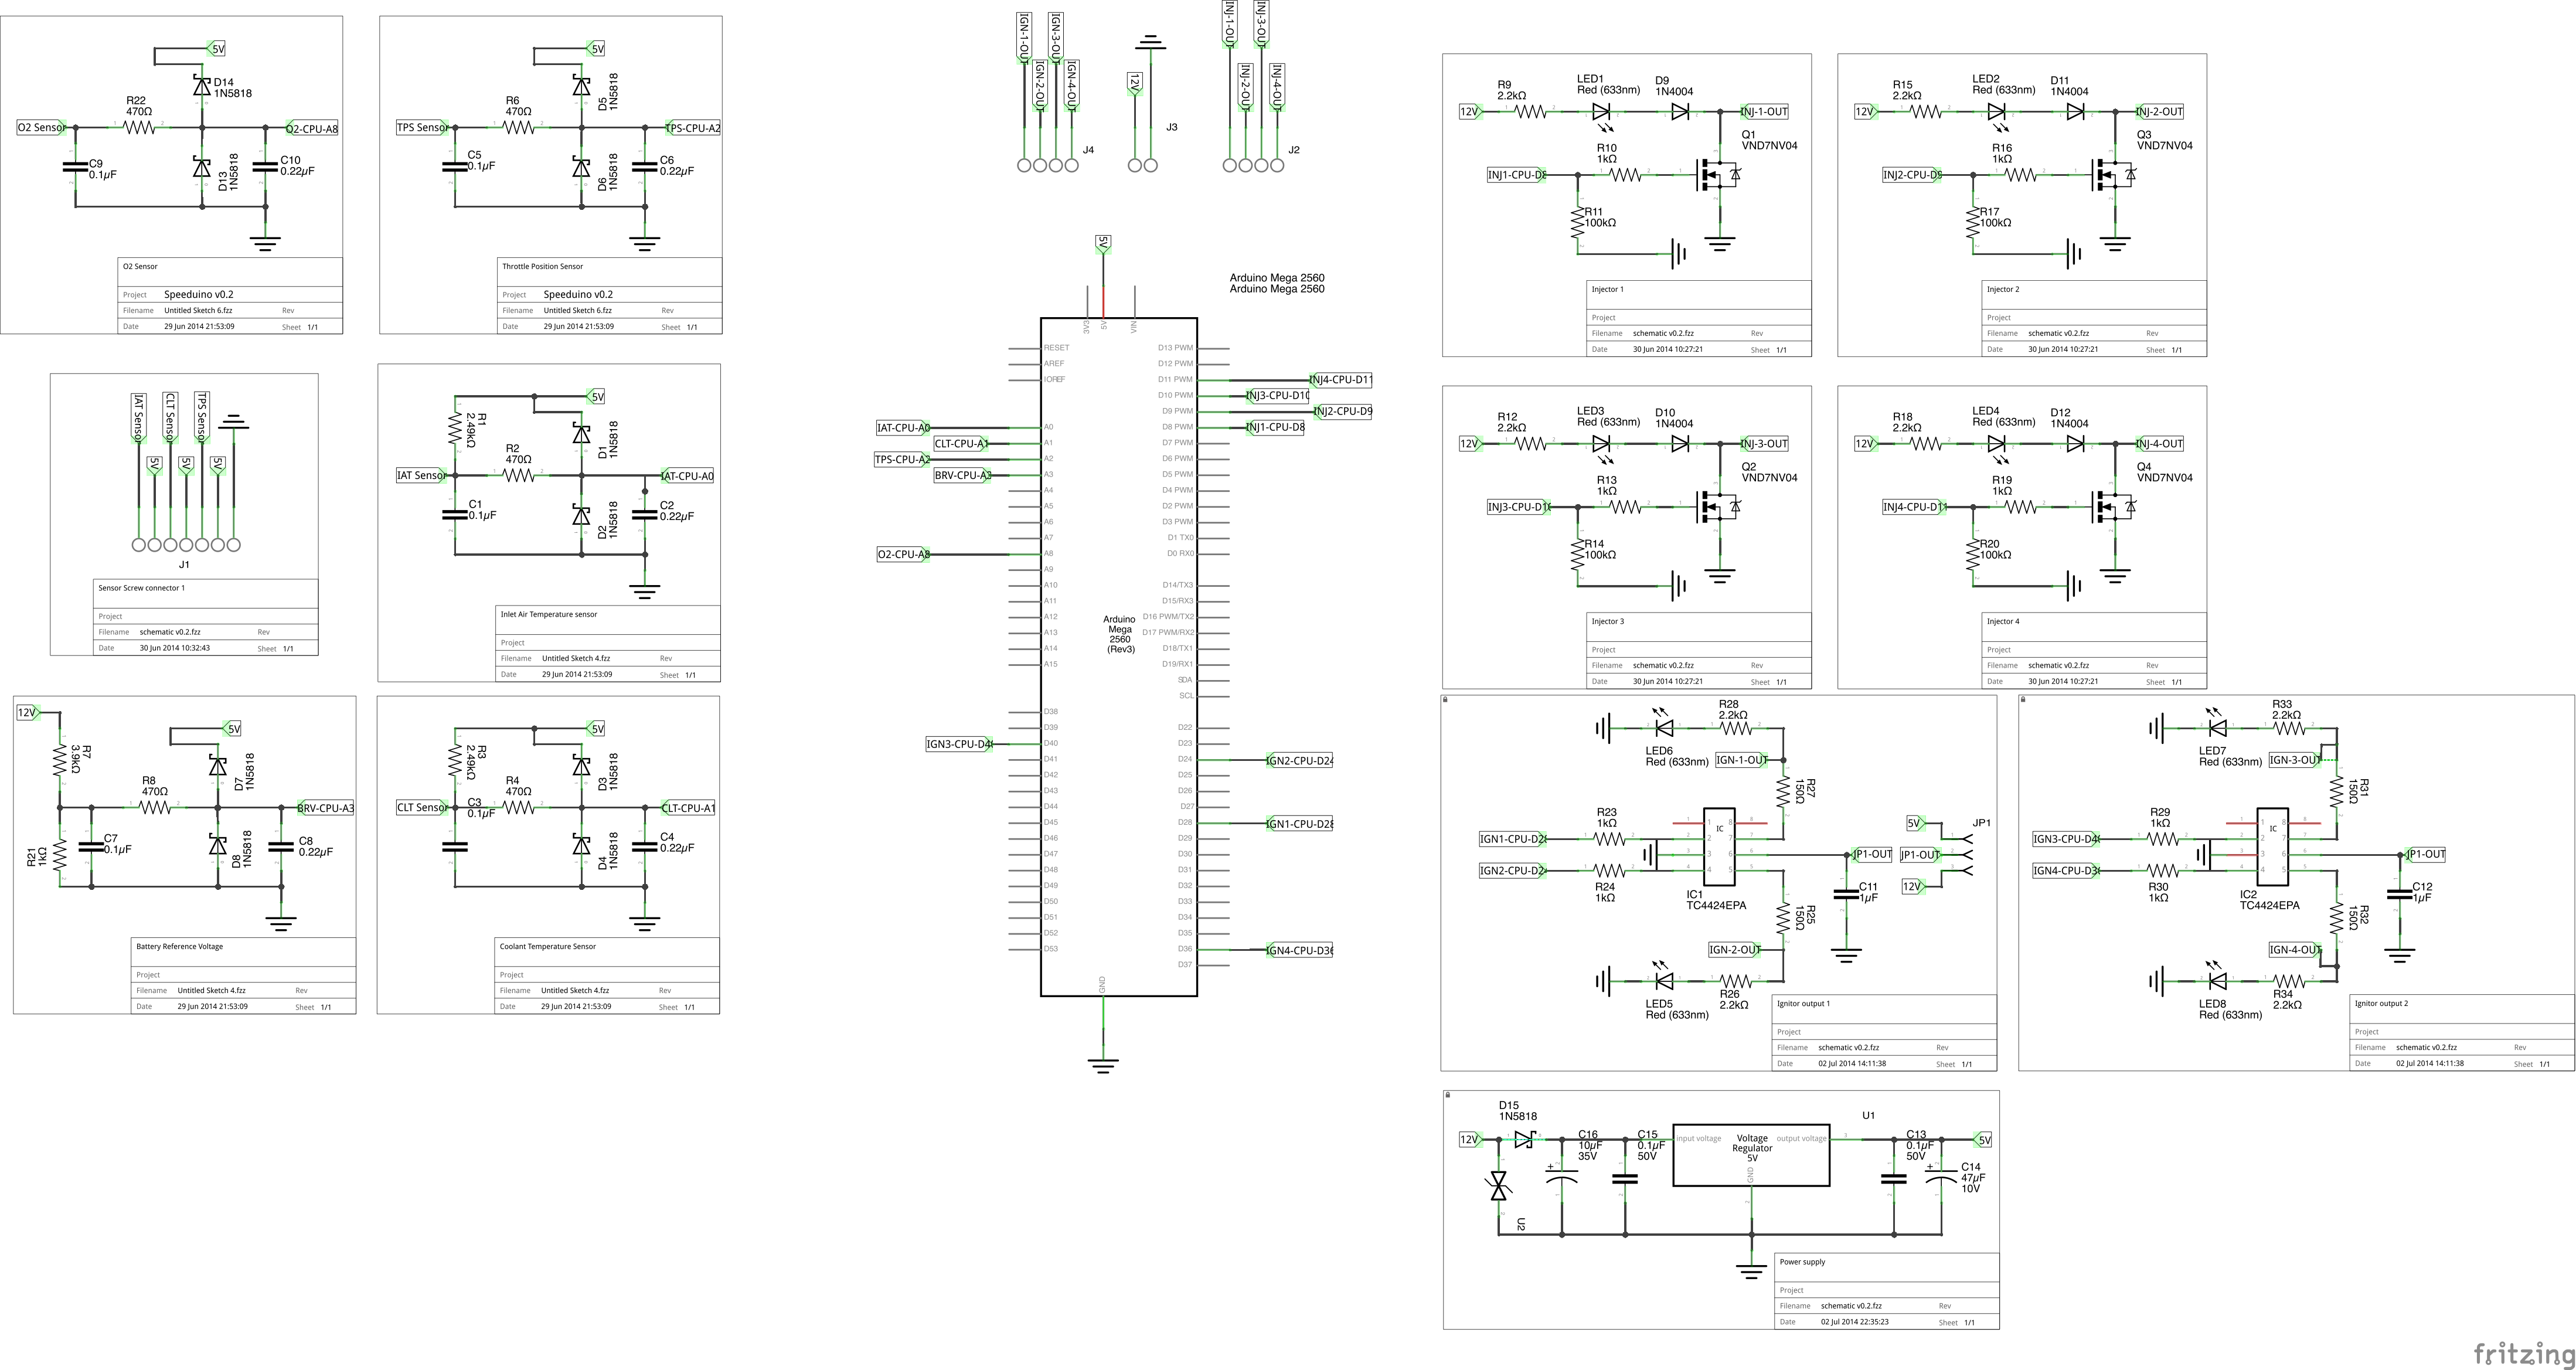 5V
D14
1N5818
R22
470Ω
O2 Sensor
O2-CPU-A8
C9
0.1µF
D13
1N5818
C10
0.22µF
O2 Sensor
Project Speeduino v0.2
Filename Untitled Sketch 6.fzz Rev
Date 29 Jun 2014 21:53:09 Sheet 1/1
5V
D5
1N5818
R6
470Ω
TPS Sensor
TPS-CPU-A2
C5
0.1µF
D6
1N5818
C6
0.22µF
Throttle Position Sensor
Project Speeduino v0.2
Filename Untitled Sketch 6.fzz Rev
Date 29 Jun 2014 21:53:09 Sheet 1/1
IAT Sensor
CLT Sensor
TPS Sensor
5V
5V
5V
J1
Sensor Screw connector 1
Project
Filename schematic v0.2.fzz Rev
Date 30 Jun 2014 10:32:43 Sheet 1/1
5V
R1
2.49kΩ
D1
1N5818
R2
470Ω
IAT Sensor
IAT-CPU-A0
C1
0.1µF
D2
1N5818
C2
0.22µF
Inlet Air Temperature sensor
Project
Filename Untitled Sketch 4.fzz Rev
Date 29 Jun 2014 21:53:09 Sheet 1/1
12V
5V
R7
3.9kΩ
D7
1N5818
R8
470Ω
BRV-CPU-A3
R21
1kΩ
C7
0.1µF
D8
1N5818
C8
0.22µF
Battery Reference Voltage
Project
Filename Untitled Sketch 4.fzz Rev
Date 29 Jun 2014 21:53:09 Sheet 1/1
5V
R3
2.49kΩ
D3
1N5818
R4
470Ω
CLT Sensor
CLT-CPU-A1
C3
0.1µF
D4
1N5818
C4
0.22µF
Coolant Temperature Sensor
Project
Filename Untitled Sketch 4.fzz Rev
Date 29 Jun 2014 21:53:09 Sheet 1/1
IGN-1-OUT
IGN-2-OUT
IGN-3-OUT
IGN-4-OUT
J4
12V
J3
INJ-1-OUT
INJ-2-OUT
INJ-3-OUT
INJ-4-OUT
J2
5V
Arduino Mega 2560
Arduino Mega 2560
3V3
5V
VIN
RESET
AREF
IOREF
IAT-CPU-A0
CLT-CPU-A1
TPS-CPU-A2
BRV-CPU-A3
O2-CPU-A8
IGN3-CPU-D4
A0
A1
A2
A3
A4
A5
A6
A7
A8
A9
A10
A11
A12
A13
A14
A15
D38
D39
D40
D41
D42
D43
D44
D45
D46
D47
D48
D49
D50
D51
D52
D53
Arduino
Mega
2560
(Rev3)
GND
D13 PWM
D12 PWM
D11 PWM
D10 PWM
D9 PWM
D8 PWM
D7 PWM
D6 PWM
D5 PWM
D4 PWM
D2 PWM
D3 PWM
D1 TX0
D0 RX0
D14/TX3
D15/RX3
D16 PWM/TX2
D17 PWM/RX2
D18/TX1
D19/RX1
SDA
SCL
D22
D23
D24
D25
D26
D27
D28
D29
D30
D31
D32
D33
D34
D35
D36
D37
INJ4-CPU-D11
INJ3-CPU-D10
INJ2-CPU-D9
INJ1-CPU-D8
IGN2-CPU-D24
IGN1-CPU-D28
IGN4-CPU-D36
12V
R9
2.2kΩ
LED1
Red (633nm)
D9
1N4004
INJ-1-OUT
Q1
VND7NV04
R10
1kΩ
INJ1-CPU-D8
R11
100kΩ
Injector 1
Project
Filename schematic v0.2.fzz Rev
Date 30 Jun 2014 10:27:21 Sheet 1/1
12V
R15
2.2kΩ
LED2
Red (633nm)
D11
1N4004
INJ-2-OUT
Q3
VND7NV04
R16
1kΩ
INJ2-CPU-D9
R17
100kΩ
Injector 2
Project
Filename schematic v0.2.fzz Rev
Date 30 Jun 2014 10:27:21 Sheet 1/1
12V
R12
2.2kΩ
LED3
Red (633nm)
D10
1N4004
INJ-3-OUT
Q2
VND7NV04
R13
1kΩ
INJ3-CPU-D1
R14
100kΩ
Injector 3
Project
Filename schematic v0.2.fzz Rev
Date 30 Jun 2014 10:27:21 Sheet 1/1
12V
R18
2.2kΩ
LED4
Red (633nm)
D12
1N4004
INJ-4-OUT
Q4
VND7NV04
R19
1kΩ
INJ4-CPU-D1
R20
100kΩ
Injector 4
Project
Filename schematic v0.2.fzz Rev
Date 30 Jun 2014 10:27:21 Sheet 1/1
R28
2.2kΩ
LED6
Red (633nm)
IGN-1-OUT
R27
150Ω
IGN1-CPU-D2
R23
1kΩ
IGN2-CPU-D2
R24
1kΩ
IC
1 8
2 7
3 6
4 5
IC1
TC4424EPA
JP1-OUT
C11
1µF
5V
JP1
JP1-OUT
12V
R25
150Ω
IGN-2-OUT
LED5
Red (633nm)
R26
2.2kΩ
Ignitor output 1
Project
Filename schematic v0.2.fzz Rev
Date 02 Jul 2014 14:11:38 Sheet 1/1
R33
2.2kΩ
LED7
Red (633nm)
IGN-3-OUT
R31
150Ω
IGN3-CPU-D4
R29
1kΩ
IGN4-CPU-D3
R30
1kΩ
IC
1 8
2 7
3 6
4 5
IC2
TC4424EPA
JP1-OUT
C12
1µF
R32
150Ω
IGN-4-OUT
LED8
Red (633nm)
R34
2.2kΩ
Ignitor output 2
Project
Filename schematic v0.2.fzz Rev
Date 02 Jul 2014 14:11:38 Sheet 1/1
12V
D15
1N5818
C16
10µF
35V
C15
0.1µF
50V
input voltage
Voltage
Regulator
5V
output voltage
GND
U1
C13
0.1µF
50V
5V
C14
47µF
10V
U2
Power supply
Project
Filename schematic v0.2.fzz Rev
Date 02 Jul 2014 22:35:23 Sheet 1/1
fritzing